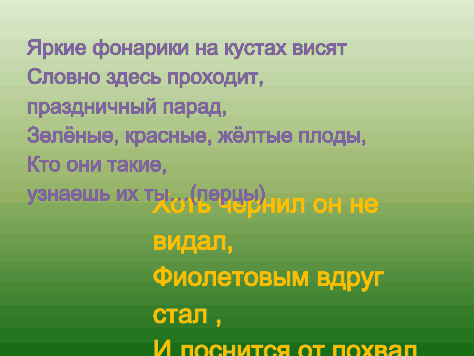 Яркие фонарики на кустах висят
Словно здесь проходит,
праздничный парад,
Зелёные, красные, жёлтые плоды,
Кто они такие,
узнаешь их ты...(перцы)
Хоть чернил он не
видал,
Фиолетовым вдруг
стал ,
И лоснится от похвал